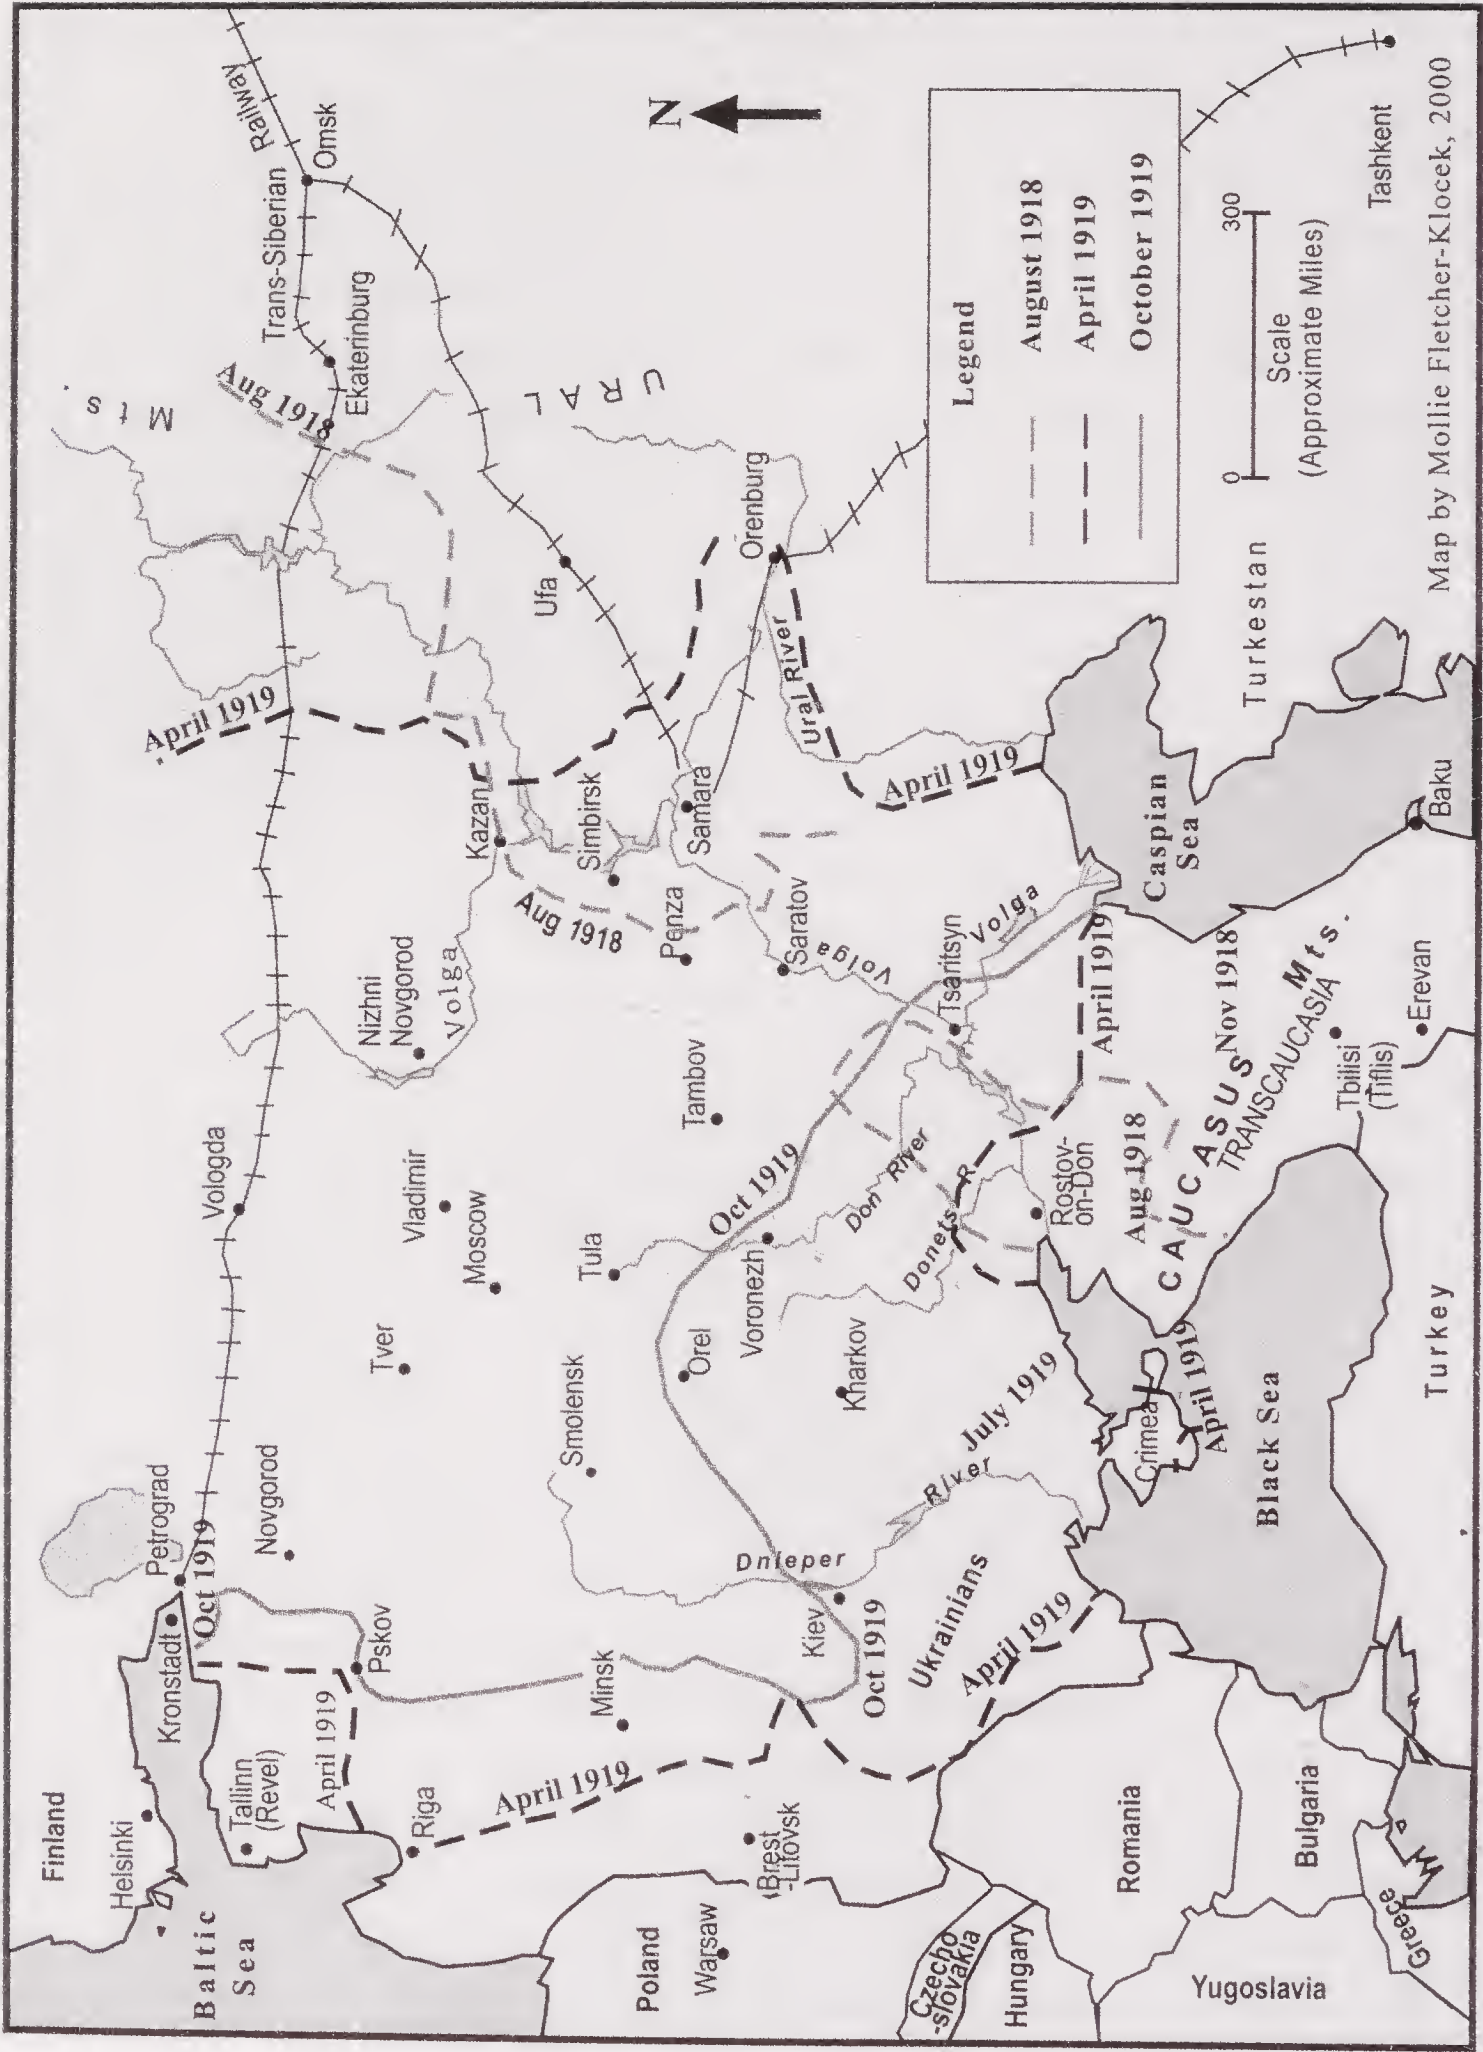 Finland
Helsinki
Baltic
Sea
Kronstadt
Petrograd
Oct 1919
Tallinn
(Revel)
April 1919
Riga
Pskov
Novgorod
Vologda
April 1919
Mts.
Aug 1918
Trans-Siberian
Railway
Ekaterinburg
Omsk
Tver
Vladimir
Moscow
Nizhni
Novgorod
Volga
Kazan
Aug 1918
Simbirsk
Ufa
URAL
N
April 1919
Minsk
Smolensk
Tula
Orel
Tambov
Penza
Samara
Orenburg
Poland
Warsaw
Brest
-Litovsk
Dnieper
River
Kiev
Oct 1919
Kharkov
Voronezh
Oct 1919
Don River
Donets R.
Saratov
Volga
Tsaritsyn
Volga
Ural River
April 1919
Ukrainians
April 1919
July 1919
Rostov-
on-Don
April 1919
Czecho
-slovakia
Hungary
Romania
Crimea
April 1919
Aug 1918
CAUCASUS Mts.
Nov 1918
TRANSCAUCASIA
Caspian
Sea
Turkestan
Yugoslavia
Bulgaria
Greece
Black Sea
Turkey
Tbilisi
(Tiflis)
Erevan
Baku
Legend
August 1918
April 1919
October 1919
0
300
Scale
(Approximate Miles)
Tashkent
Map by Mollie Fletcher-Klocek, 2000